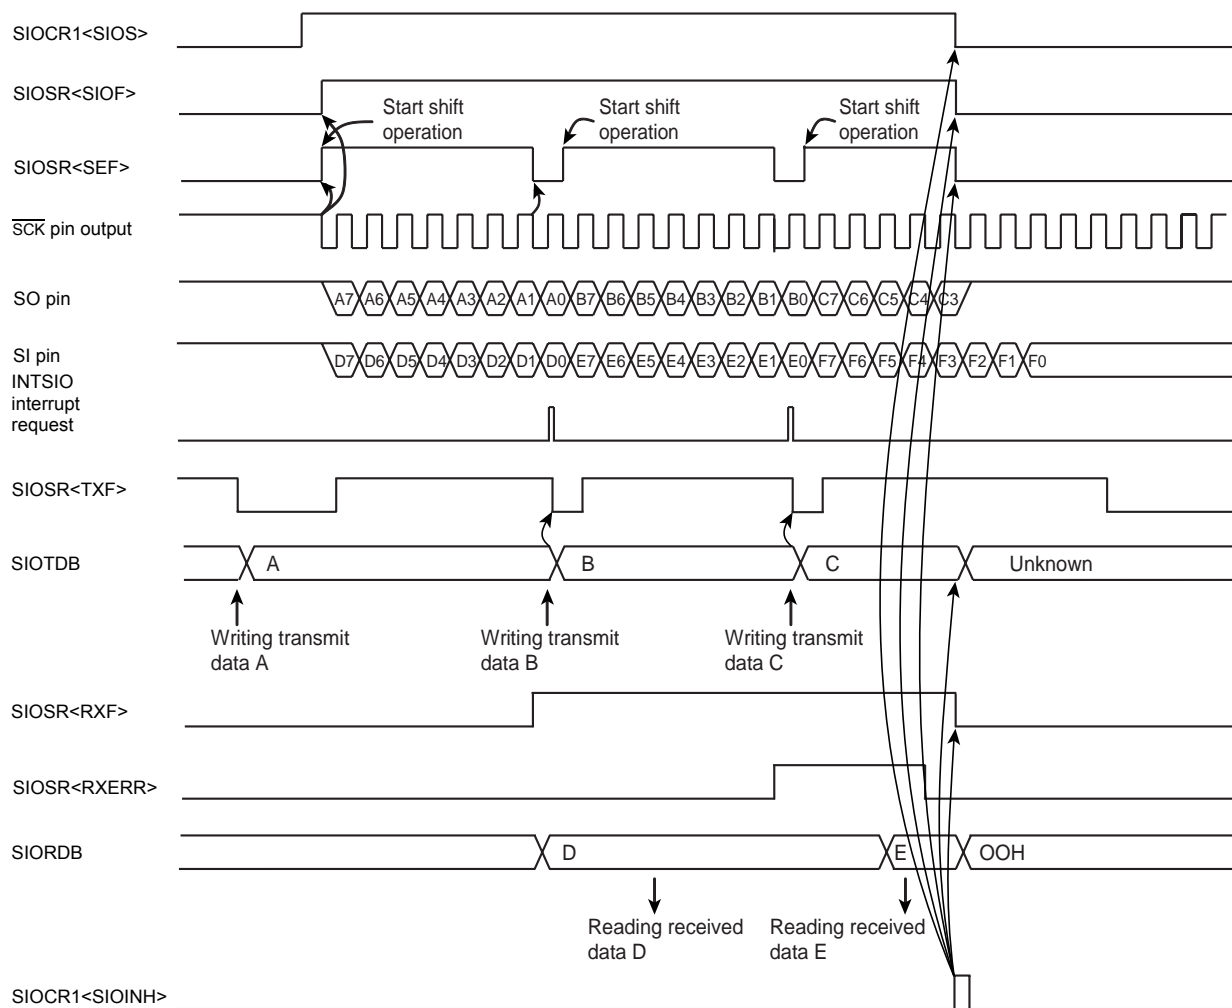 SIOCR1<SIOS>
SIOSR<SIOF>
Start shift
operation
Start shift
operation
Start shift
operation
SIOSR<SEF>
SCK pin output
SO pin
A7 A6 A5 A4 A3 A2 A1 A0 B7 B6 B5 B4 B3 B2 B1 B0 C7 C6 C5 C4 C3
SI pin
D7 D6 D5 D4 D3 D2 D1 D0 E7 E6 E5 E4 E3 E2 E1 E0 F7 F6 F5 F4 F3 F2 F1 F0
INTSIO
interrupt
request
SIOSR<TXF>
SIOTDB
A
B
C
Unknown
Writing transmit
data A
Writing transmit
data B
Writing transmit
data C
SIOSR<RXF>
SIOSR<RXERR>
SIORDB
D
E
OOH
Reading received
data D
Reading received
data E
SIOCR1<SIOINH>